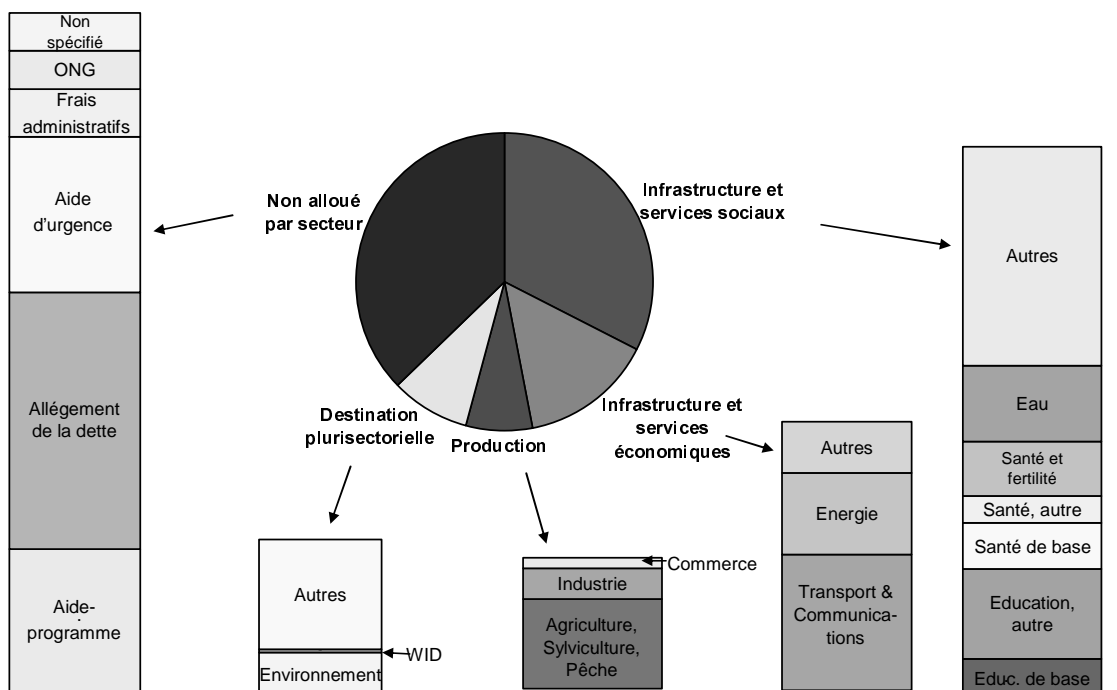 Non
spécifié
ONG
Frais
administratifs
Aide
d'urgence
Allégement
de la dette
Aide-
programme
Non alloué
par secteur
Infrastructure et
services sociaux
Destination
plurisectorielle
Production
Infrastructure et
services
économiques
Autres
WID
Environnement
Commerce
Industrie
Agriculture,
Sylviculture,
Pêche
Autres
Energie
Transport &
Communica-
tions
Autres
Eau
Santé et
fertilité
Santé, autre
Santé de base
Education,
autre
Educ. de base